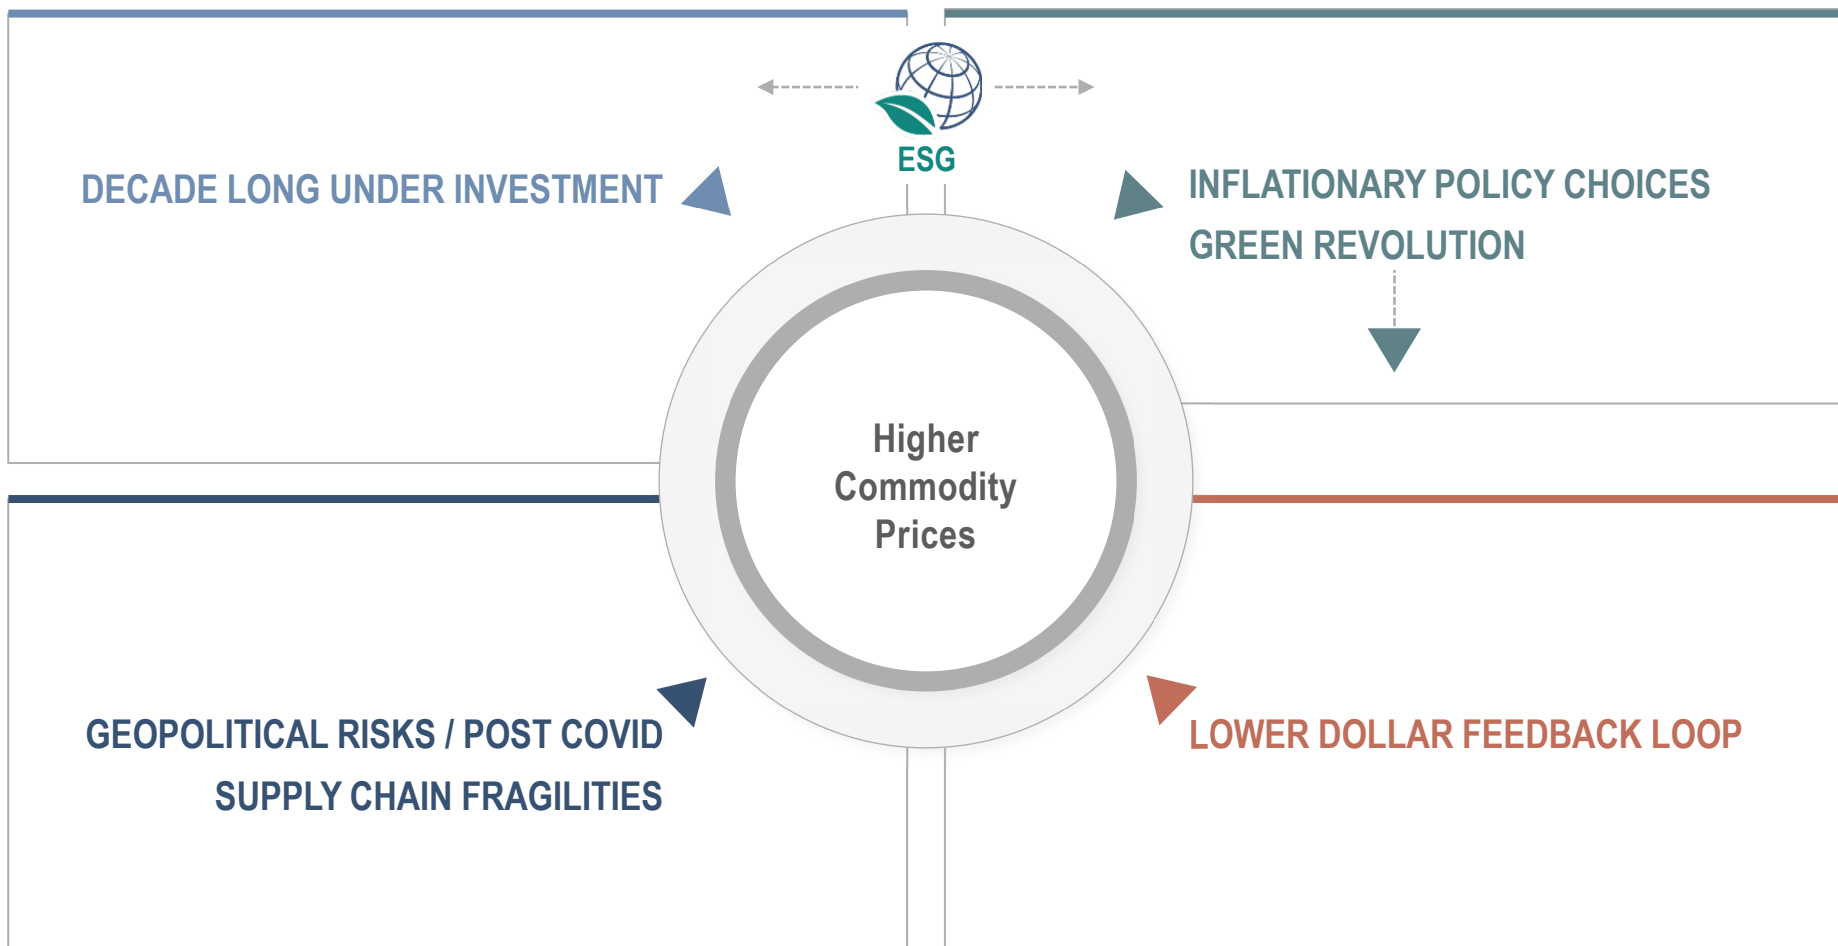 ESG
DECADE LONG UNDER INVESTMENT
INFLATIONARY POLICY CHOICES
GREEN REVOLUTION
Higher
Commodity
Prices
GEOPOLITICAL RISKS / POST COVID
SUPPLY CHAIN FRAGILITIES
LOWER DOLLAR FEEDBACK LOOP